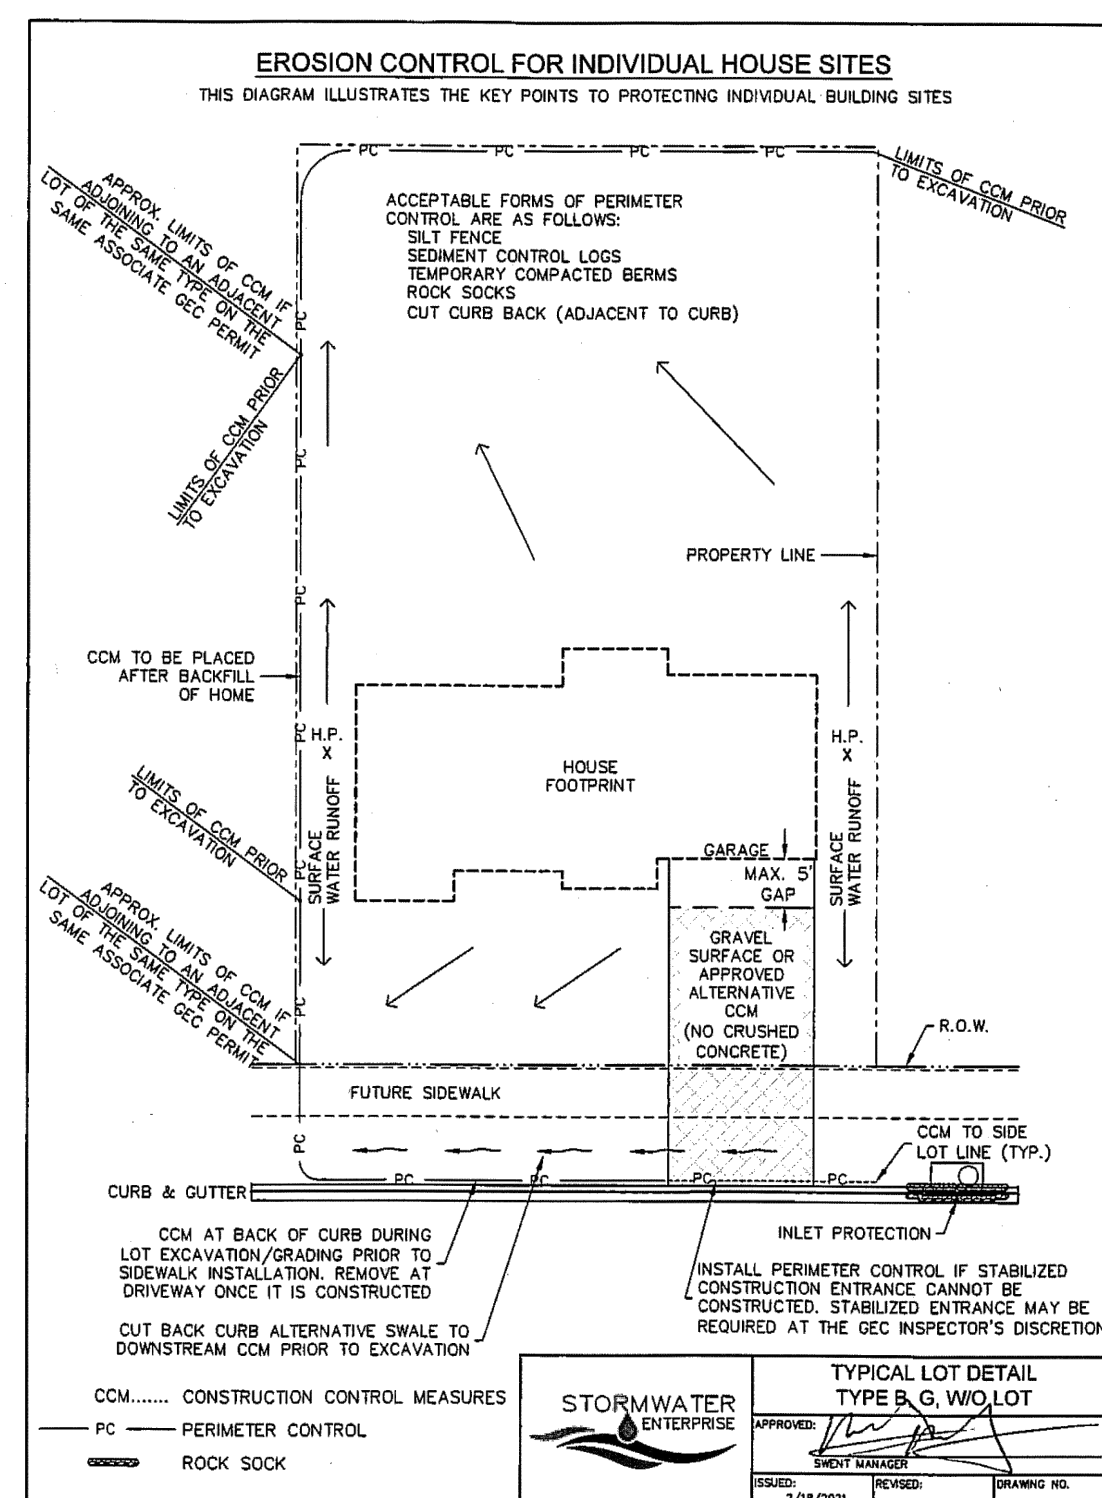 EROSION CONTROL FOR INDIVIDUAL HOUSE SITES
THIS DIAGRAM ILLUSTRATES THE KEY POINTS TO PROTECTING INDIVIDUAL BUILDING SITES
PC
PC
PC
PC
LIMITS OF CCM PRIOR
TO EXCAVATION
APPROX. LIMITS OF CCM IF
ADJOINING TO AN ADJACENT
LOT OF THE SAME TYPE ON THE
SAME ASSOCIATE GEC PERMIT
ACCEPTABLE FORMS OF PERIMETER
CONTROL ARE AS FOLLOWS:
SILT FENCE
SEDIMENT CONTROL LOGS
TEMPORARY COMPACTED BERMS
ROCK SOCKS
CUT CURB BACK (ADJACENT TO CURB)
PC
LIMITS OF CCM PRIOR
TO EXCAVATION
PC
PROPERTY LINE
PC
CCM TO BE PLACED
AFTER BACKFILL
OF HOME
PC
H.P.
X
SURFACE
WATER RUNOFF
HOUSE
FOOTPRINT
H.P.
X
SURFACE
WATER RUNOFF
LIMITS OF CCM PRIOR
TO EXCAVATION
PC
GARAGE
MAX. 5'
GAP
APPROX. LIMITS OF CCM IF
ADJOINING TO AN ADJACENT
LOT OF THE SAME TYPE ON THE
SAME ASSOCIATE GEC PERMIT
GRAVEL
SURFACE OR
APPROVED
ALTERNATIVE
CCM
(NO CRUSHED
CONCRETE)
PC
R.O.W.
FUTURE SIDEWALK
PC
CCM TO SIDE
LOT LINE (TYP.)
PC
PC
PC
PC
CURB & GUTTER
INLET PROTECTION
CCM AT BACK OF CURB DURING
LOT EXCAVATION/GRADING PRIOR TO
SIDEWALK INSTALLATION. REMOVE AT
DRIVEWAY ONCE IT IS CONSTRUCTED
INSTALL PERIMETER CONTROL IF STABILIZED
CONSTRUCTION ENTRANCE CANNOT BE
CONSTRUCTED. STABILIZED ENTRANCE MAY BE
REQUIRED AT THE GEC INSPECTOR'S DISCRETION
CUT BACK CURB ALTERNATIVE SWALE TO
DOWNSTREAM CCM PRIOR TO EXCAVATION
CCM....... CONSTRUCTION CONTROL MEASURES
PC PERIMETER CONTROL
ROCK SOCK
STORMWATER
ENTERPRISE
TYPICAL LOT DETAIL
TYPE B, G, W/O LOT
APPROVED:
SWENT MANAGER
ISSUED:
REVISED:
DRAWING NO.